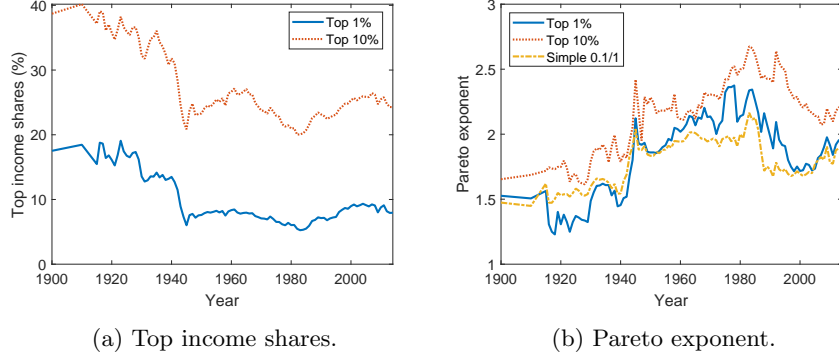 40
30
20
10
0
Top income shares (%)
Top 1%
Top 10%
1900 1920 1940 1960 1980 2000
Year
(a) Top income shares.
3
2.5
2
1.5
1
Pareto exponent
Top 1%
Top 10%
Simple 0.1/1
1900 1920 1940 1960 1980 2000
Year
(b) Pareto exponent.